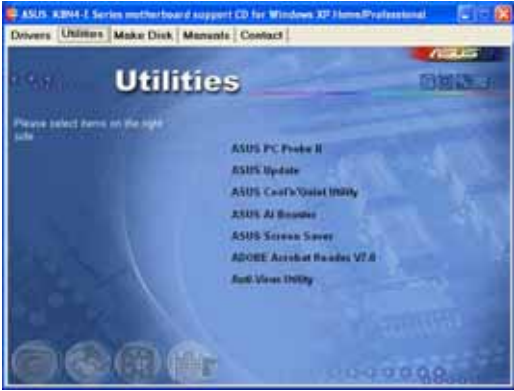 ASUS K8N4-E Series motherboard support CD for Windows XP Home/Professional
Drivers Utilities Make Disk Manuals Contact
ASUS
Utilities
Please select items on the right
side
ASUS PC Probe II
ASUS Update
ASUS Cool'n'Quiet Utility
ASUS AI Booster
ASUS Screen Saver
ADOBE Acrobat Reader V7.0
Anti-Virus Utility